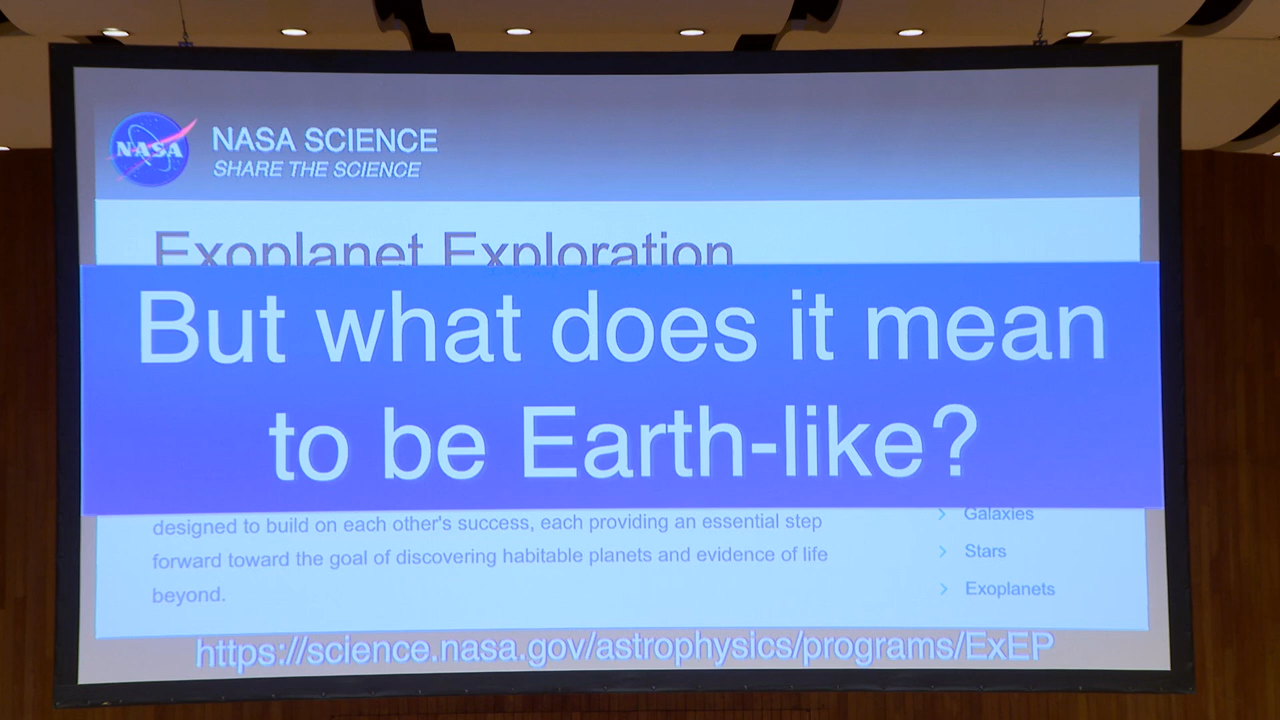 NASA
NASA SCIENCE
SHARE THE SCIENCE
Exoplanet Exploration
But what does it mean
to be Earth-like?
designed to build on each other's success, each providing an essential step
forward toward the goal of discovering habitable planets and evidence of life
beyond.
Galaxies
Stars
Exoplanets
https://science.nasa.gov/astrophysics/programs/ExEP